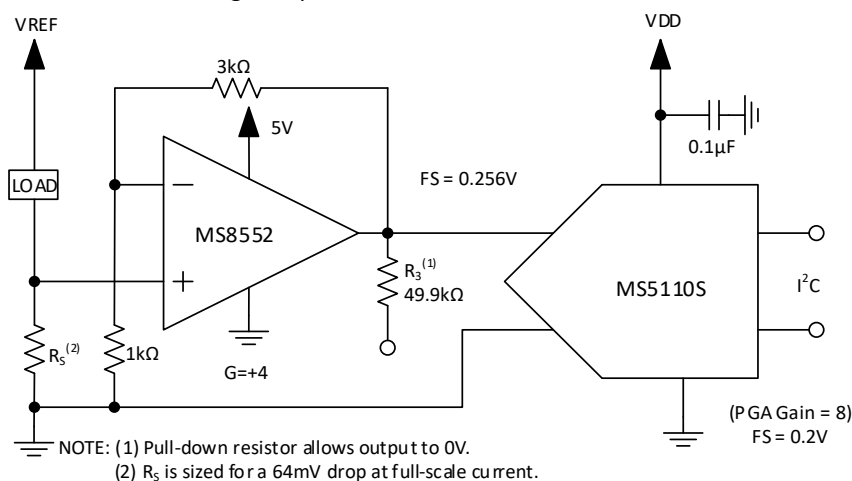 VREF
VDD
3kΩ
5V
0.1μF
LOAD
FS = 0.256V
MS8552
R3(1)
49.9kΩ
MS5110S
I2C
RS(2)
1kΩ
G=+4
(PGA Gain = 8)
FS = 0.2V
NOTE: (1) Pull-down resistor allows output to 0V.
(2) RS is sized for a 64mV drop at full-scale current.